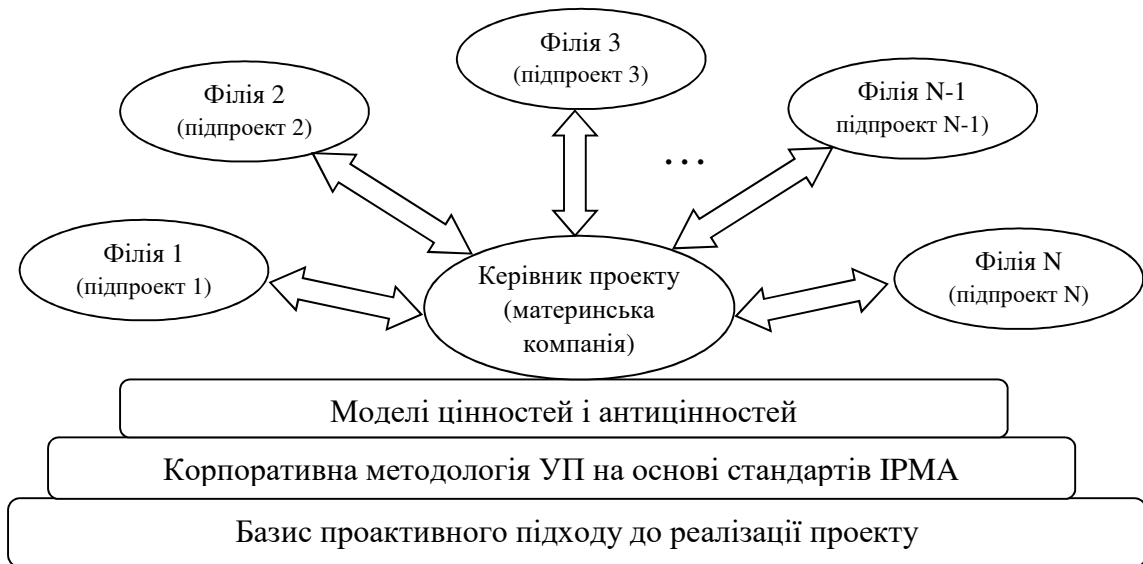 Філія 3
(підпроект 3)
Філія 2
(підпроект 2)
Філія N-1
підпроект N-1)
...
Філія 1
(підпроект 1)
Керівник проекту
(материнська
компанія)
Філія N
(підпроект N)
Моделі цінностей і антицінностей
Корпоративна методологія УП на основі стандартів IPMA
Базис проактивного підходу до реалізації проекту